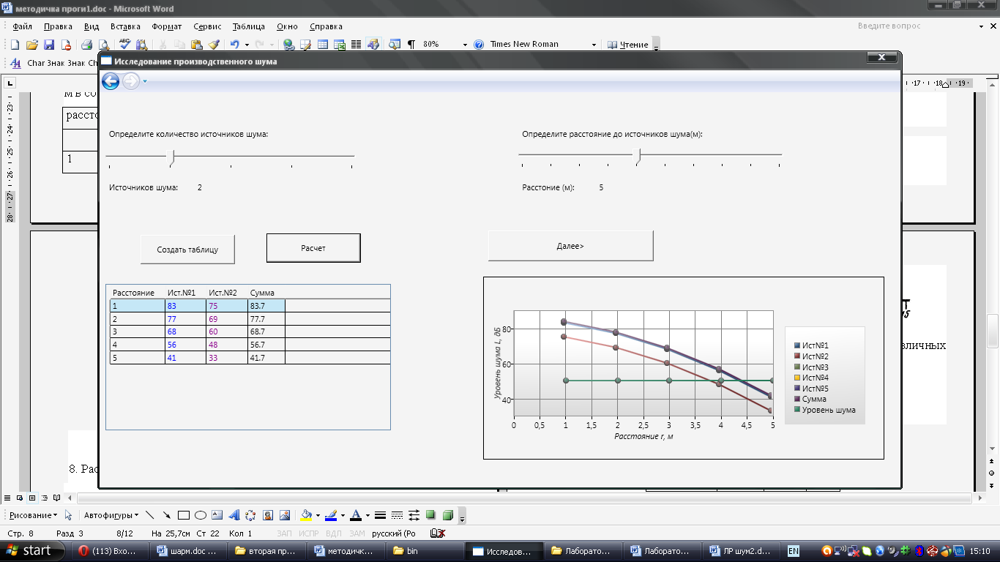 методичка проги1.doc - Microsoft Word
Файл Правка Вид Вставка Формат Сервис Таблица Окно Справка Введите вопрос
80% Times New Roman Чтение
Char Знак Знак Ch
Исследование производственного шума
17 18 19
м в со
расст
1
23 24 25 26 27 28
Определите количество источников шума: Определите расстояние до источников шума(м):
Источников шума: 2 Расстоние (м): 5
Создать таблицу Расчет Далее>
Расстояние Ист.№1 Ист.№2 Сумма
1 83 75 83.7
2 77 69 77.7
3 68 60 68.7
4 56 48 56.7
5 41 33 41.7
Уровень шума L, дБ
80
60
40
0 0,5 1 1,5 2 2,5 3 3,5 4 4,5 5
Расстояние r, м
Ист№1
Ист№2
Ист№3
Ист№4
Ист№5
Сумма
Уровень шума
т
15
зличных
8. Рас
Рисование Автофигуры
Стр. 8 Разд 3 8/12 На 25,7см Ст 22 Кол 1 ЗАП ИСПР ВДЛ ЗАМ русский (Ро
start (113) Вхо... шарм.doc ... вторая пр... методичк... bin Исследов... Лаборато... Лаборато... ЛР шум2.d... EN 15:10